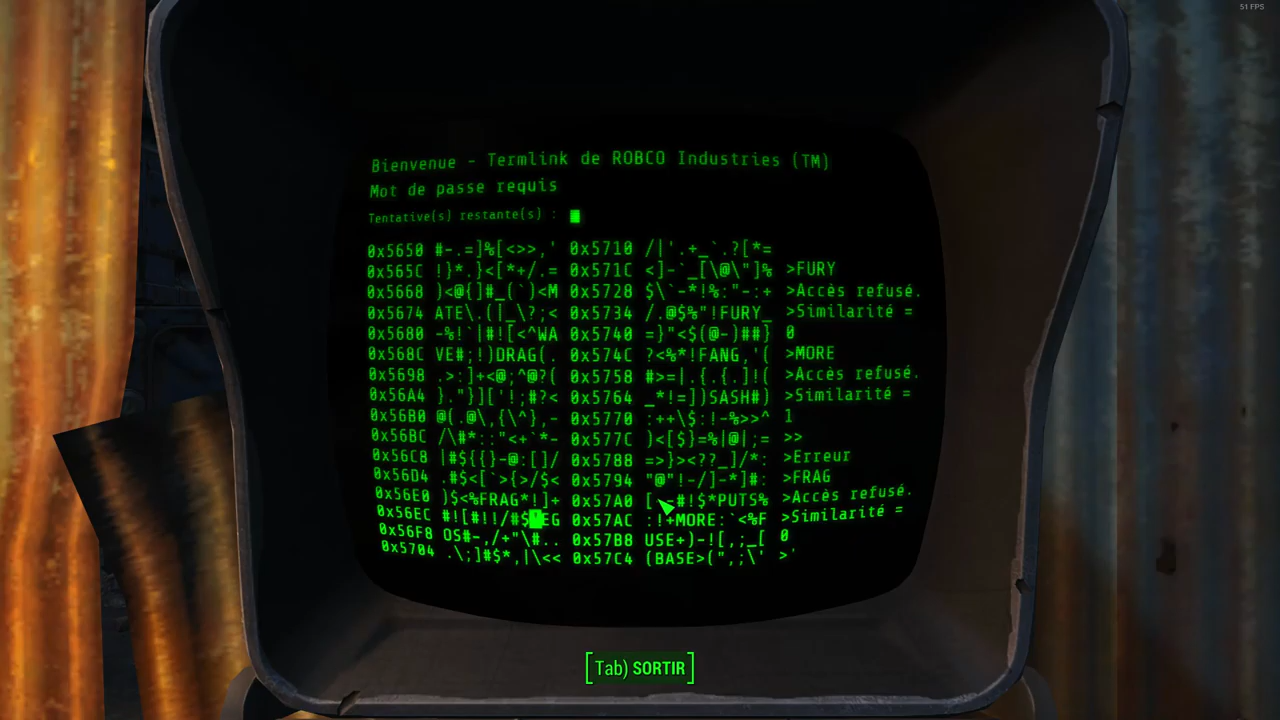 51 FPS
Bienvenue - Termlink de ROBCO Industries (TM)
Mot de passe requis
Tentative(s) restante(s) :
0x5650 #-.=]%[<>>,' 0x5710 /|'.+_`.?[*=
0x565C !}*.}<[*+/.= 0x571C <]-`_[\@\"]% >FURY
0x5668 )<@{]#_(`)<M 0x5728 $\`-*!%:"-:+ >Accès refusé.
0x5674 ATE\.(|_\?;< 0x5734 /.@$%"!FURY_ >Similarité =
0x5680 -%!`|#![<^WA 0x5740 =}"<$(@-)##} 0
0x568C VE#;!)DRAG(. 0x574C ?<%*!FANG,'( >MORE
0x5698 .>:]+<@;^@?( 0x5758 #>=|.{.{.]!( >Accès refusé.
0x56A4 }."}]['!;#?< 0x5764 _*!=])SASH#) >Similarité =
0x56B0 @(.@\,{\^},- 0x5770 :++\$:!-%>>^ 1
0x56BC /\#*::"<+`*- 0x577C )<[$}=%|@|;= >>
0x56C8 |#${{}-@:[]/ 0x5788 =>}><??_]/*: >Erreur
0x56D4 .#$<[`>{>/$< 0x5794 "@"!-/]-*]#: >FRAG
0x56E0 )$<%FRAG*!]+ 0x57A0 [ -#!$*PUTS% >Accès refusé.
0x56EC #![#!!/#$'EG 0x57AC :!+MORE:`<%F >Similarité =
0x56F8 OS#-,/+"\#.. 0x57B8 USE+)-![,;_[ 0
0x5704 .\;]#$*,|\<< 0x57C4 (BASE>(",;\' >'
[Tab) SORTIR]